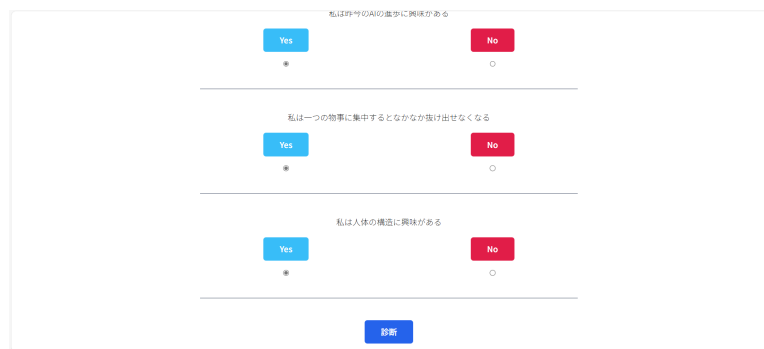 私は昨今のAIの進歩に興味がある
Yes No
私は一つの物事に集中するとなかなか抜け出せなくなる
Yes No
私は人体の構造に興味がある
Yes No
診断